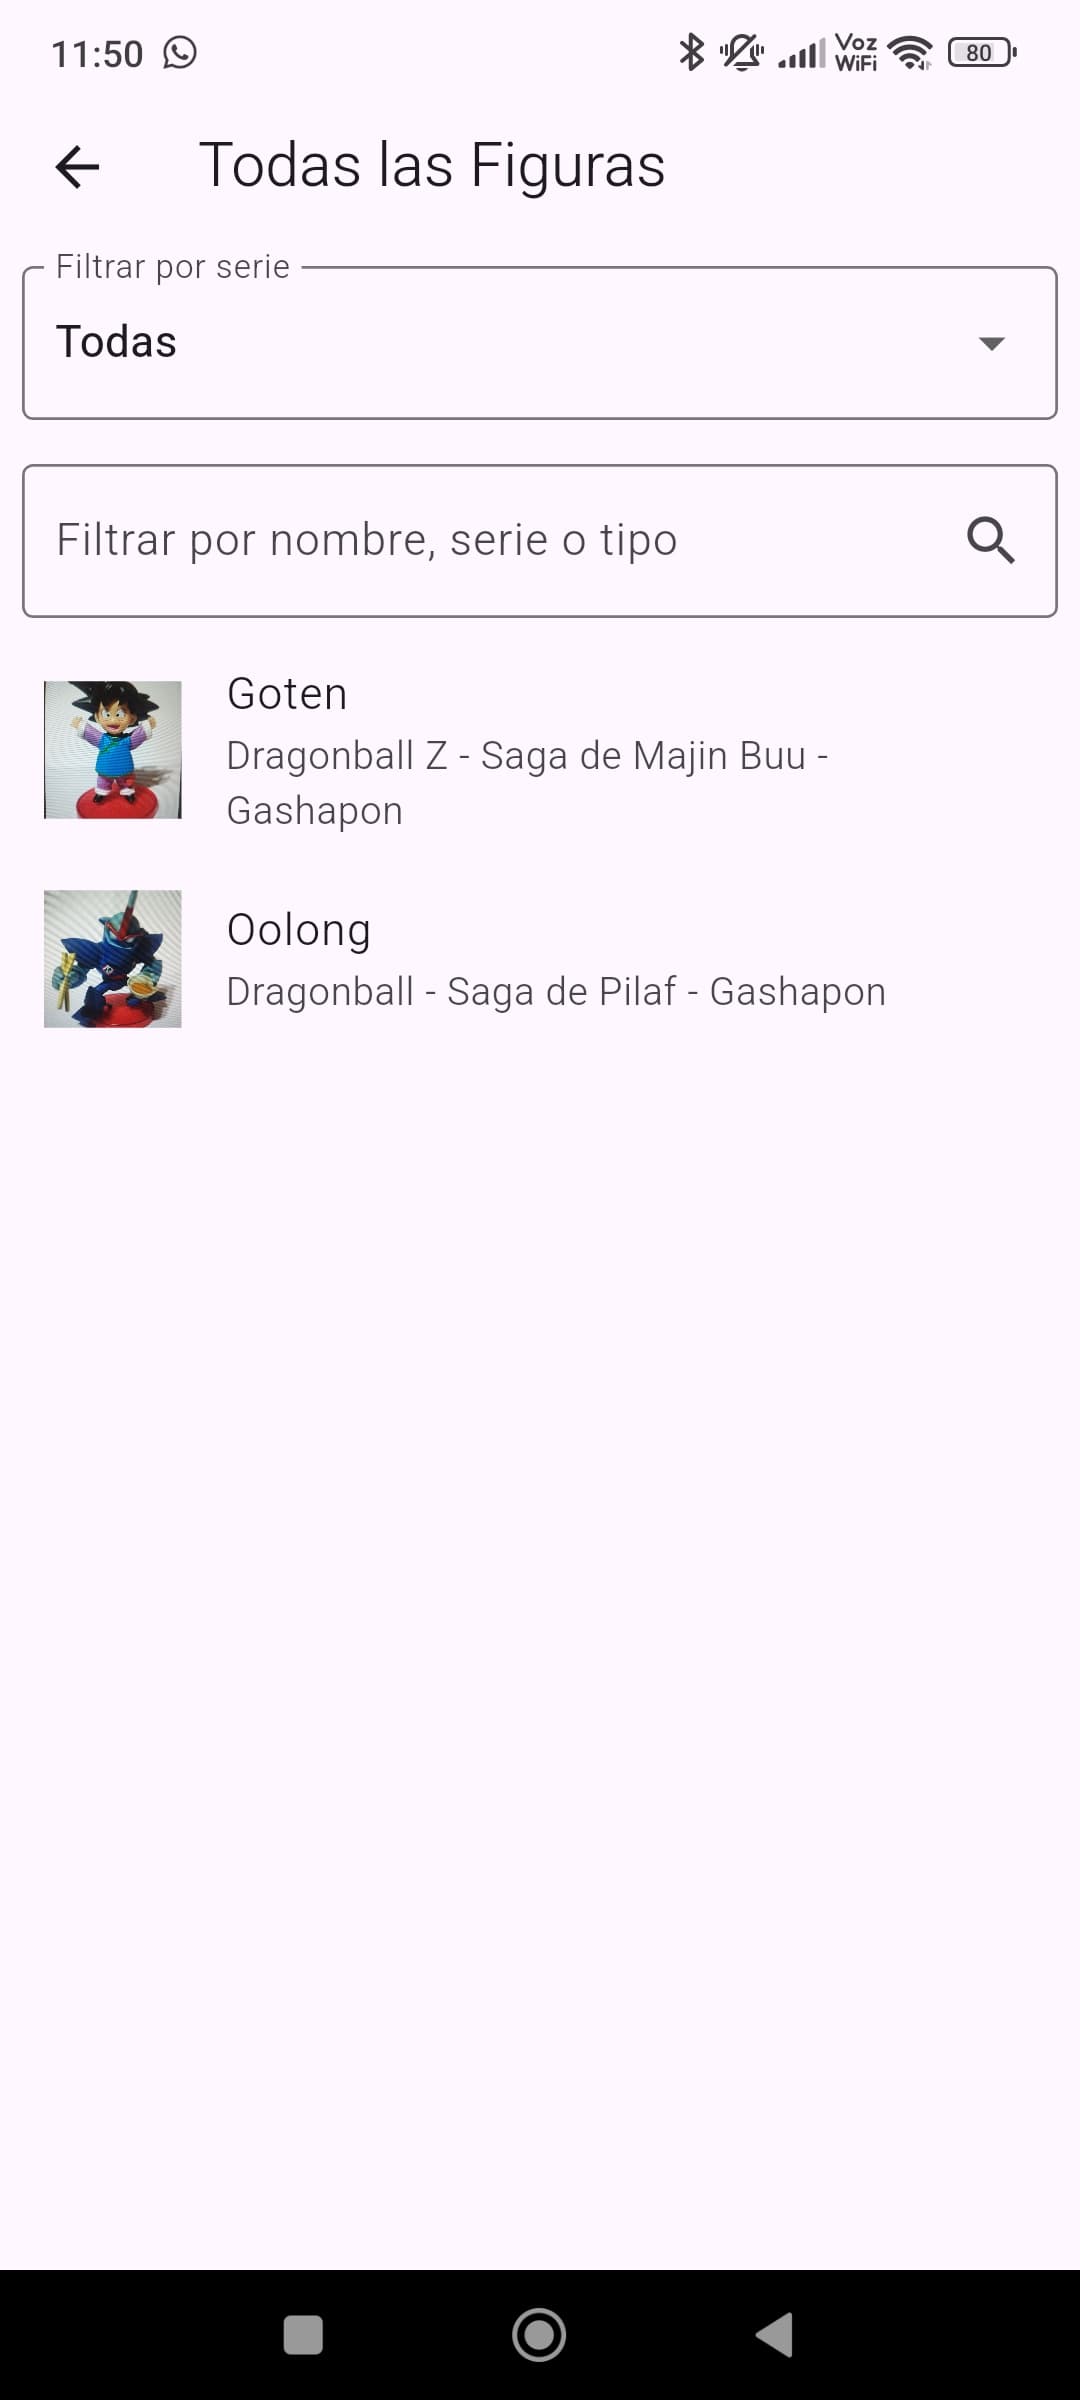 11:50
Voz
WiFi
80
Todas las Figuras
Filtrar por serie
Todas
Filtrar por nombre, serie o tipo
Goten
Dragonball Z - Saga de Majin Buu -
Gashapon
Oolong
Dragonball - Saga de Pilaf - Gashapon